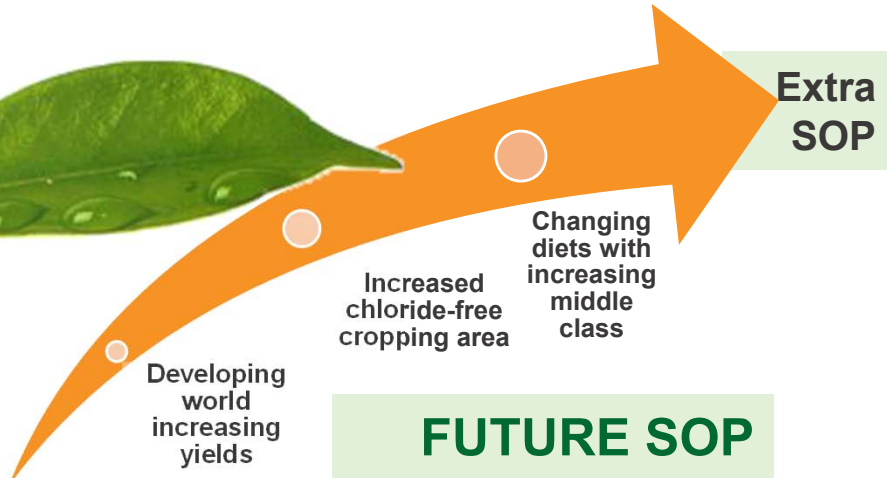 Extra
SOP
Changing
diets with
increasing
middle
class
Increased
chloride-free
cropping area
Developing
world
increasing
yields
FUTURE SOP